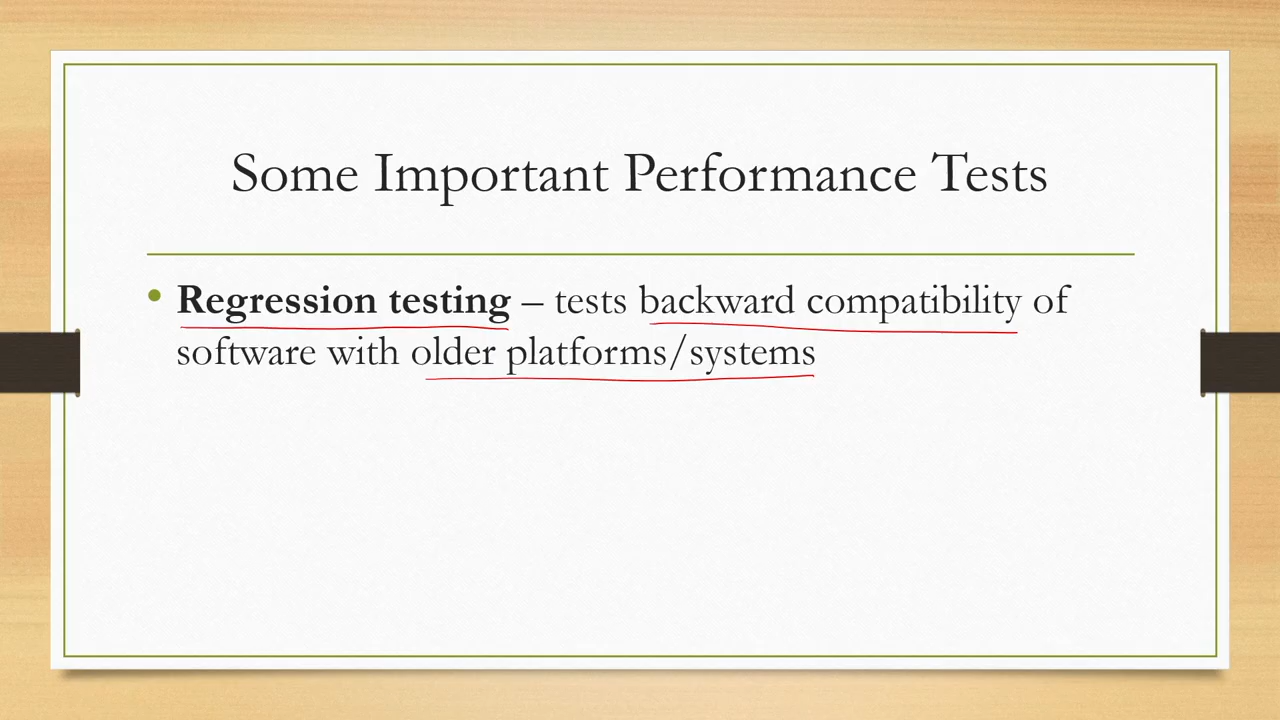 Some Important Performance Tests
• Regression testing – tests backward compatibility of
software with older platforms/systems